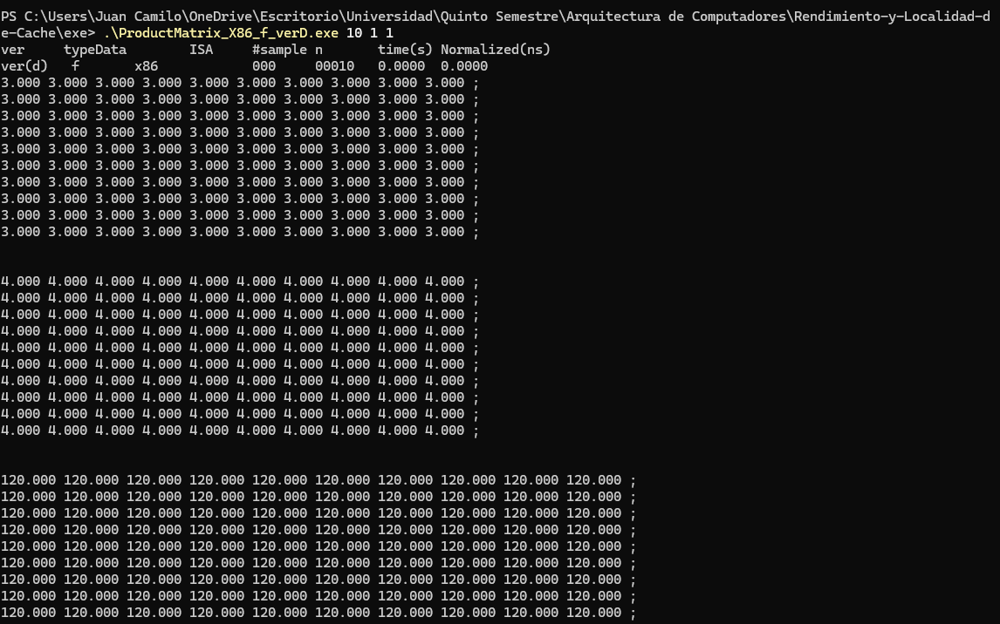 PS C:\Users\Juan Camilo\OneDrive\Escritorio\Universidad\Quinto Semestre\Arquitectura de Computadores\Rendimiento-y-Localidad-d
e-Cache\exe> .\ProductMatrix_X86_f_verD.exe 10 1 1
ver     typeData        ISA     #sample n       time(s) Normalized(ns)
ver(d)   f       x86            000     00010   0.0000  0.0000
3.000 3.000 3.000 3.000 3.000 3.000 3.000 3.000 3.000 3.000 ;
3.000 3.000 3.000 3.000 3.000 3.000 3.000 3.000 3.000 3.000 ;
3.000 3.000 3.000 3.000 3.000 3.000 3.000 3.000 3.000 3.000 ;
3.000 3.000 3.000 3.000 3.000 3.000 3.000 3.000 3.000 3.000 ;
3.000 3.000 3.000 3.000 3.000 3.000 3.000 3.000 3.000 3.000 ;
3.000 3.000 3.000 3.000 3.000 3.000 3.000 3.000 3.000 3.000 ;
3.000 3.000 3.000 3.000 3.000 3.000 3.000 3.000 3.000 3.000 ;
3.000 3.000 3.000 3.000 3.000 3.000 3.000 3.000 3.000 3.000 ;
3.000 3.000 3.000 3.000 3.000 3.000 3.000 3.000 3.000 3.000 ;
3.000 3.000 3.000 3.000 3.000 3.000 3.000 3.000 3.000 3.000 ;
4.000 4.000 4.000 4.000 4.000 4.000 4.000 4.000 4.000 4.000 ;
4.000 4.000 4.000 4.000 4.000 4.000 4.000 4.000 4.000 4.000 ;
4.000 4.000 4.000 4.000 4.000 4.000 4.000 4.000 4.000 4.000 ;
4.000 4.000 4.000 4.000 4.000 4.000 4.000 4.000 4.000 4.000 ;
4.000 4.000 4.000 4.000 4.000 4.000 4.000 4.000 4.000 4.000 ;
4.000 4.000 4.000 4.000 4.000 4.000 4.000 4.000 4.000 4.000 ;
4.000 4.000 4.000 4.000 4.000 4.000 4.000 4.000 4.000 4.000 ;
4.000 4.000 4.000 4.000 4.000 4.000 4.000 4.000 4.000 4.000 ;
4.000 4.000 4.000 4.000 4.000 4.000 4.000 4.000 4.000 4.000 ;
4.000 4.000 4.000 4.000 4.000 4.000 4.000 4.000 4.000 4.000 ;
120.000 120.000 120.000 120.000 120.000 120.000 120.000 120.000 120.000 120.000 ;
120.000 120.000 120.000 120.000 120.000 120.000 120.000 120.000 120.000 120.000 ;
120.000 120.000 120.000 120.000 120.000 120.000 120.000 120.000 120.000 120.000 ;
120.000 120.000 120.000 120.000 120.000 120.000 120.000 120.000 120.000 120.000 ;
120.000 120.000 120.000 120.000 120.000 120.000 120.000 120.000 120.000 120.000 ;
120.000 120.000 120.000 120.000 120.000 120.000 120.000 120.000 120.000 120.000 ;
120.000 120.000 120.000 120.000 120.000 120.000 120.000 120.000 120.000 120.000 ;
120.000 120.000 120.000 120.000 120.000 120.000 120.000 120.000 120.000 120.000 ;
120.000 120.000 120.000 120.000 120.000 120.000 120.000 120.000 120.000 120.000 ;